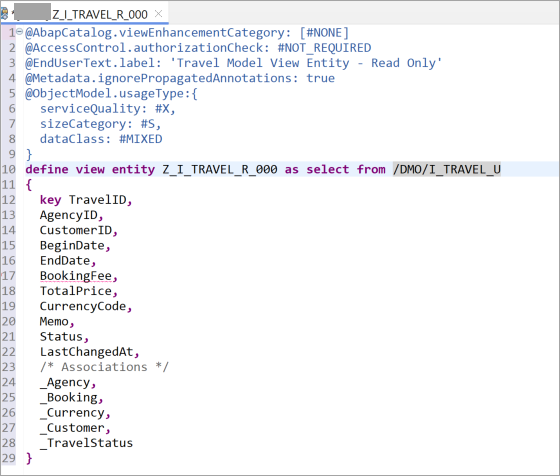 Z_I_TRAVEL_R_000
1 @AbapCatalog.viewEnhancementCategory: [#NONE]
2 @AccessControl.authorizationCheck: #NOT_REQUIRED
3 @EndUserText.label: 'Travel Model View Entity - Read Only'
4 @Metadata.ignorePropagatedAnnotations: true
5 @ObjectModel.usageType:{
6 serviceQuality: #X,
7 sizeCategory: #S,
8 dataClass: #MIXED
9 }
10 define view entity Z_I_TRAVEL_R_000 as select from /DMO/I_TRAVEL_U
11 {
12 key TravelID,
13 AgencyID,
14 CustomerID,
15 BeginDate,
16 EndDate,
17 BookingFee,
18 TotalPrice,
19 CurrencyCode,
20 Memo,
21 Status,
22 LastChangedAt,
23 /* Associations */
24 _Agency,
25 _Booking,
26 _Currency,
27 _Customer,
28 _TravelStatus
29 }